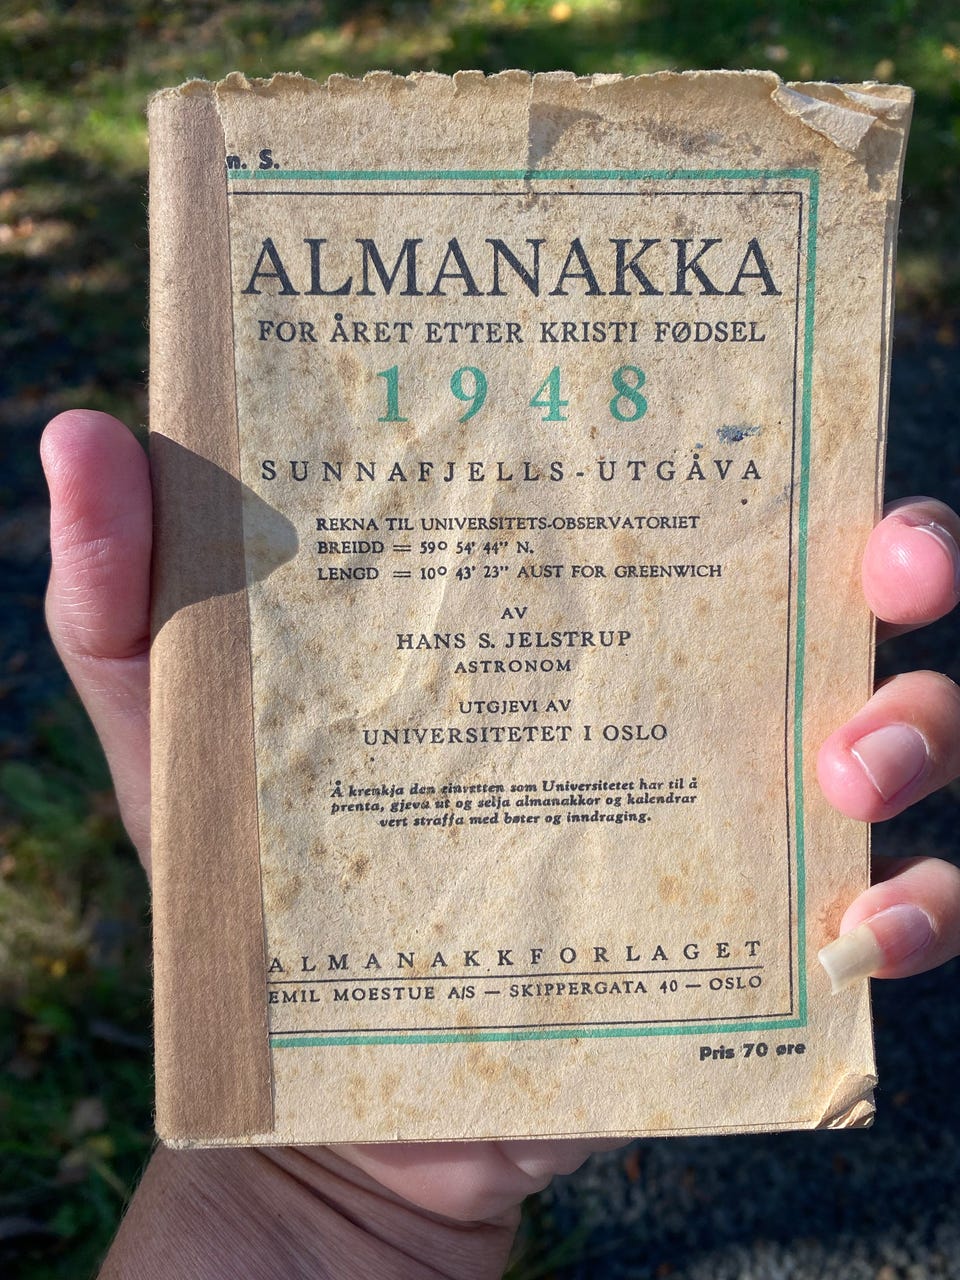 n. S.
ALMANAKKA
FOR ÅRET ETTER KRISTI FØDSEL
1948
SUNNAFJELLS-UTGÅVA
REKNA TIL UNIVERSITETS-OBSERVATORIET
BREIDD = 59° 54' 44" N.
LENGD = 10° 43' 23" AUST FOR GREENWICH
AV
HANS S. JELSTRUP
ASTRONOM
UTGJEVI AV
UNIVERSITETET I OSLO
Å krenkja den einretten som Universitetet har til å
prenta, gjeva ut og selja almanakkor og kalendrar
vert straffa med bøter og inndraging.
ALMANAKKFORLAGET
EMIL MOESTUE A/S — SKIPPERGATA 40 — OSLO
Pris 70 øre